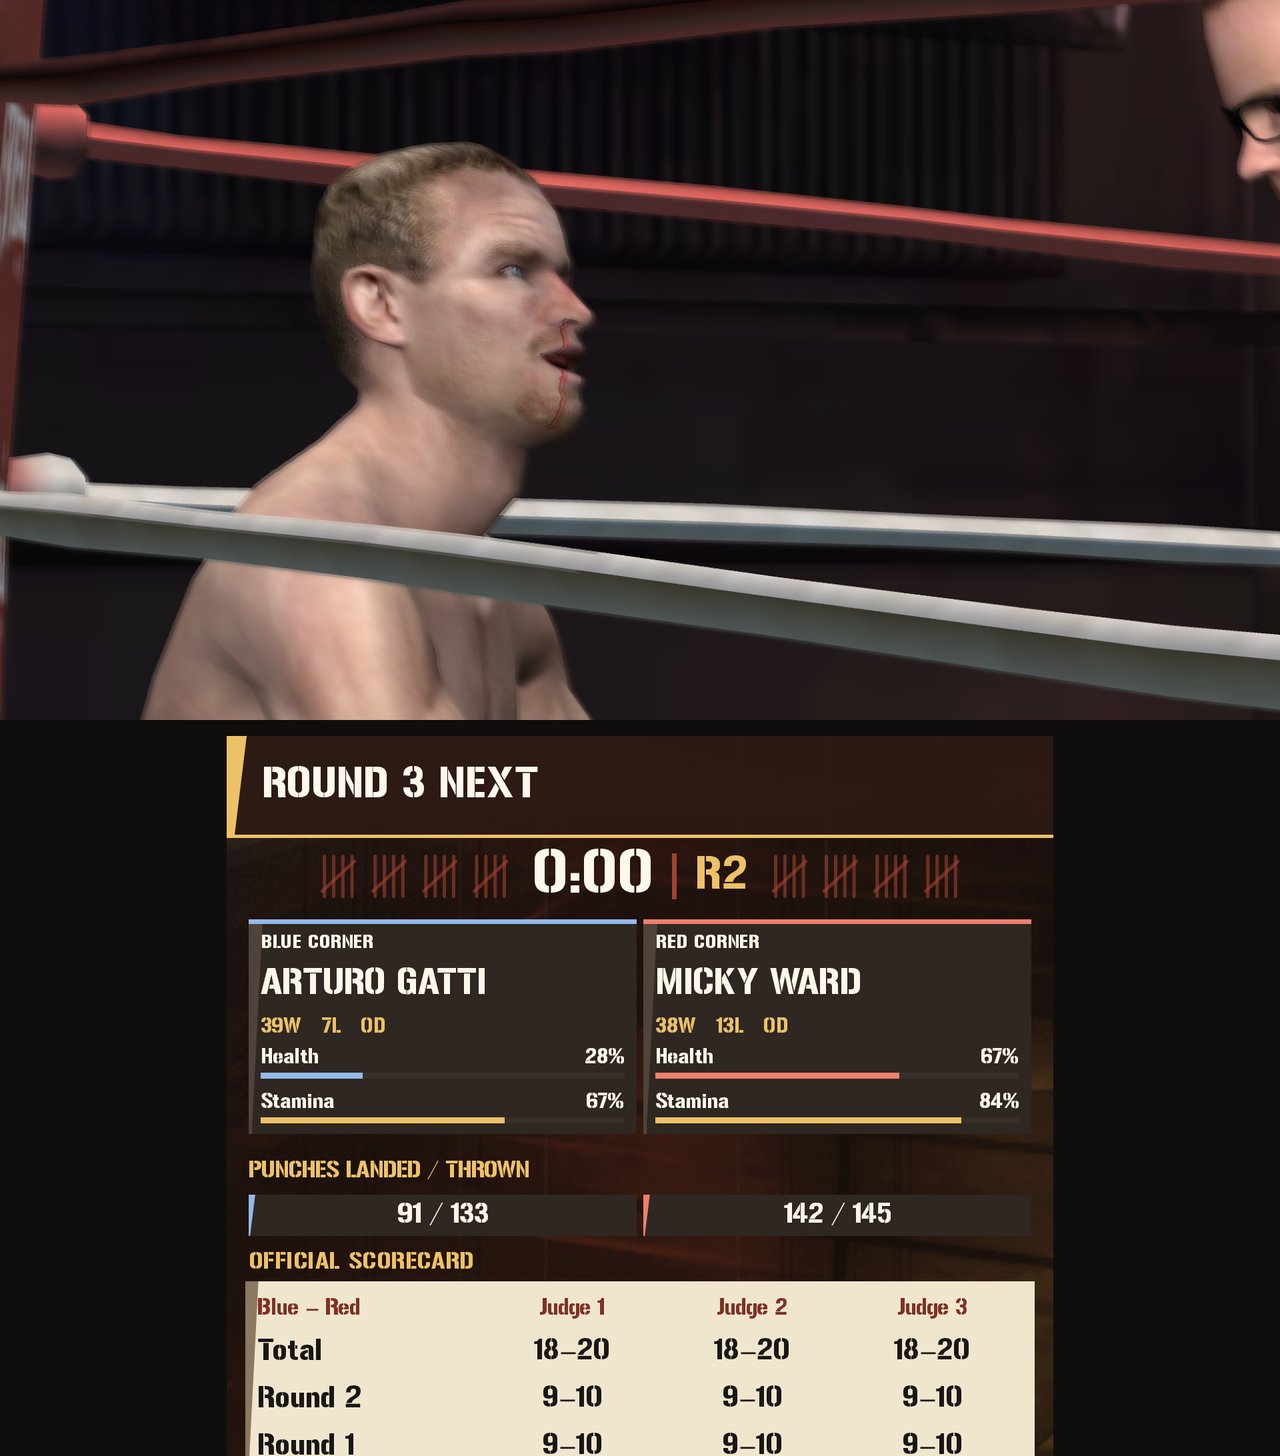 ROUND 3 NEXT
0:00 | R2
BLUE CORNER
ARTURO GATTI
39W 7L 0D
Health 28%
Stamina 67%
RED CORNER
MICKY WARD
38W 13L 0D
Health 67%
Stamina 84%
PUNCHES LANDED / THROWN
91 / 133
142 / 145
OFFICIAL SCORECARD
Blue – Red Judge 1 Judge 2 Judge 3
Total 18–20 18–20 18–20
Round 2 9–10 9–10 9–10
Round 1 9–10 9–10 9–10